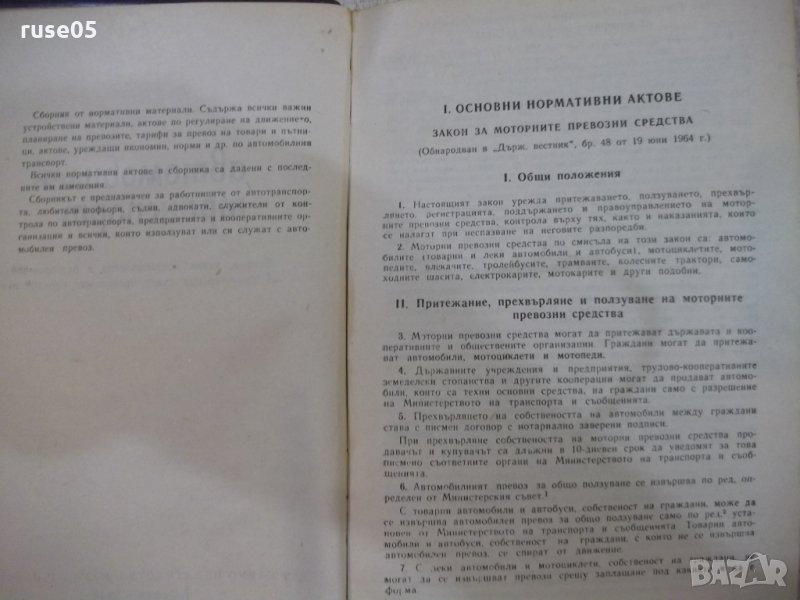 ruse05
Сборник от нормативни материали. Съдържа всички важни
устройствени материали, актове по регулиране на движението,
планиране на превозите, тарифи за превоз на товари и пътни-
ци, актове, уреждащи икономии, норми и др. по автомобилния
транспорт.
Всички нормативни актове в сборника са дадени с последни-
те им изменения.
Сборникът е предназначен за работниците от автотранспор-
та, любители шофьори, съдии, адвокати, служители от кон-
трола по автотранспорта, предприятията и кооперативните ор-
ганизации и всички, които използуват или си служат с авто-
мобилен превоз.
I. ОСНОВНИ НОРМАТИВНИ АКТОВЕ
ЗАКОН ЗА МОТОРНИТЕ ПРЕВОЗНИ СРЕДСТВА
(Обнародван в „Държ. вестник“, бр. 48 от 19 юни 1964 г.)
I. Общи положения
1. Настоящият закон урежда притежаването, ползуването, прехвър-
лянето, регистрацията, поддържането и правоуправлението на мотор-
ните превозни средства, контрола върху тях, както и наказанията, които
се налагат при неспазване на неговите разпоредби.
2. Моторни превозни средства по смисъла на този закон са: автомо-
билите (товарни и леки автомобили и автобуси), мотоциклетите, мото-
педите, влекачите, тролейбусите, трамваите, колесните трактори, само-
ходните шасита, електрокарите, мотокарите и други подобни.
II. Притежание, прехвърляне и ползуване на моторните
превозни средства
3. Моторни превозни средства могат да притежават държавата и ко-
оперативните и обществените организации. Граждани могат да притежа-
ват автомобили, мотоциклети и мотопеди.
4. Държавните учреждения и предприятия, трудово-кооперативните
земеделски стопанства и другите кооперации могат да продават автомо-
били, които са техни основни средства, на граждани само с разрешение
на Министерството на транспорта и съобщенията.
5. Прехвърлянето на собствеността на автомобили между граждани
става с писмен договор с нотариално заверени подписи.
При прехвърляне собствеността на моторни превозни средства про-
давачът и купувачът са длъжни в 10-дневен срок да уведомят за това
писмено съответните органи на Министерството на транспорта и съоб-
щенията.
6. Автомобилният превоз за общо ползуване се извършва по ред, оп-
ределен от Министерския съвет.¹
С товарни автомобили и автобуси, собственост на граждани, може да
се извършва автомобилен превоз за общо ползуване само по ред,² уста-
новен от Министерството на транспорта и съобщенията. Товарни авто-
мобили и автобуси, собственост на граждани, с които не се извършва
автомобилен превоз, се спират от движение.
7. С леки автомобили и мотоциклети, собственост на граждани, не
могат да се извършват превози срещу заплащане под каквато и да е
форма.
BAZAR